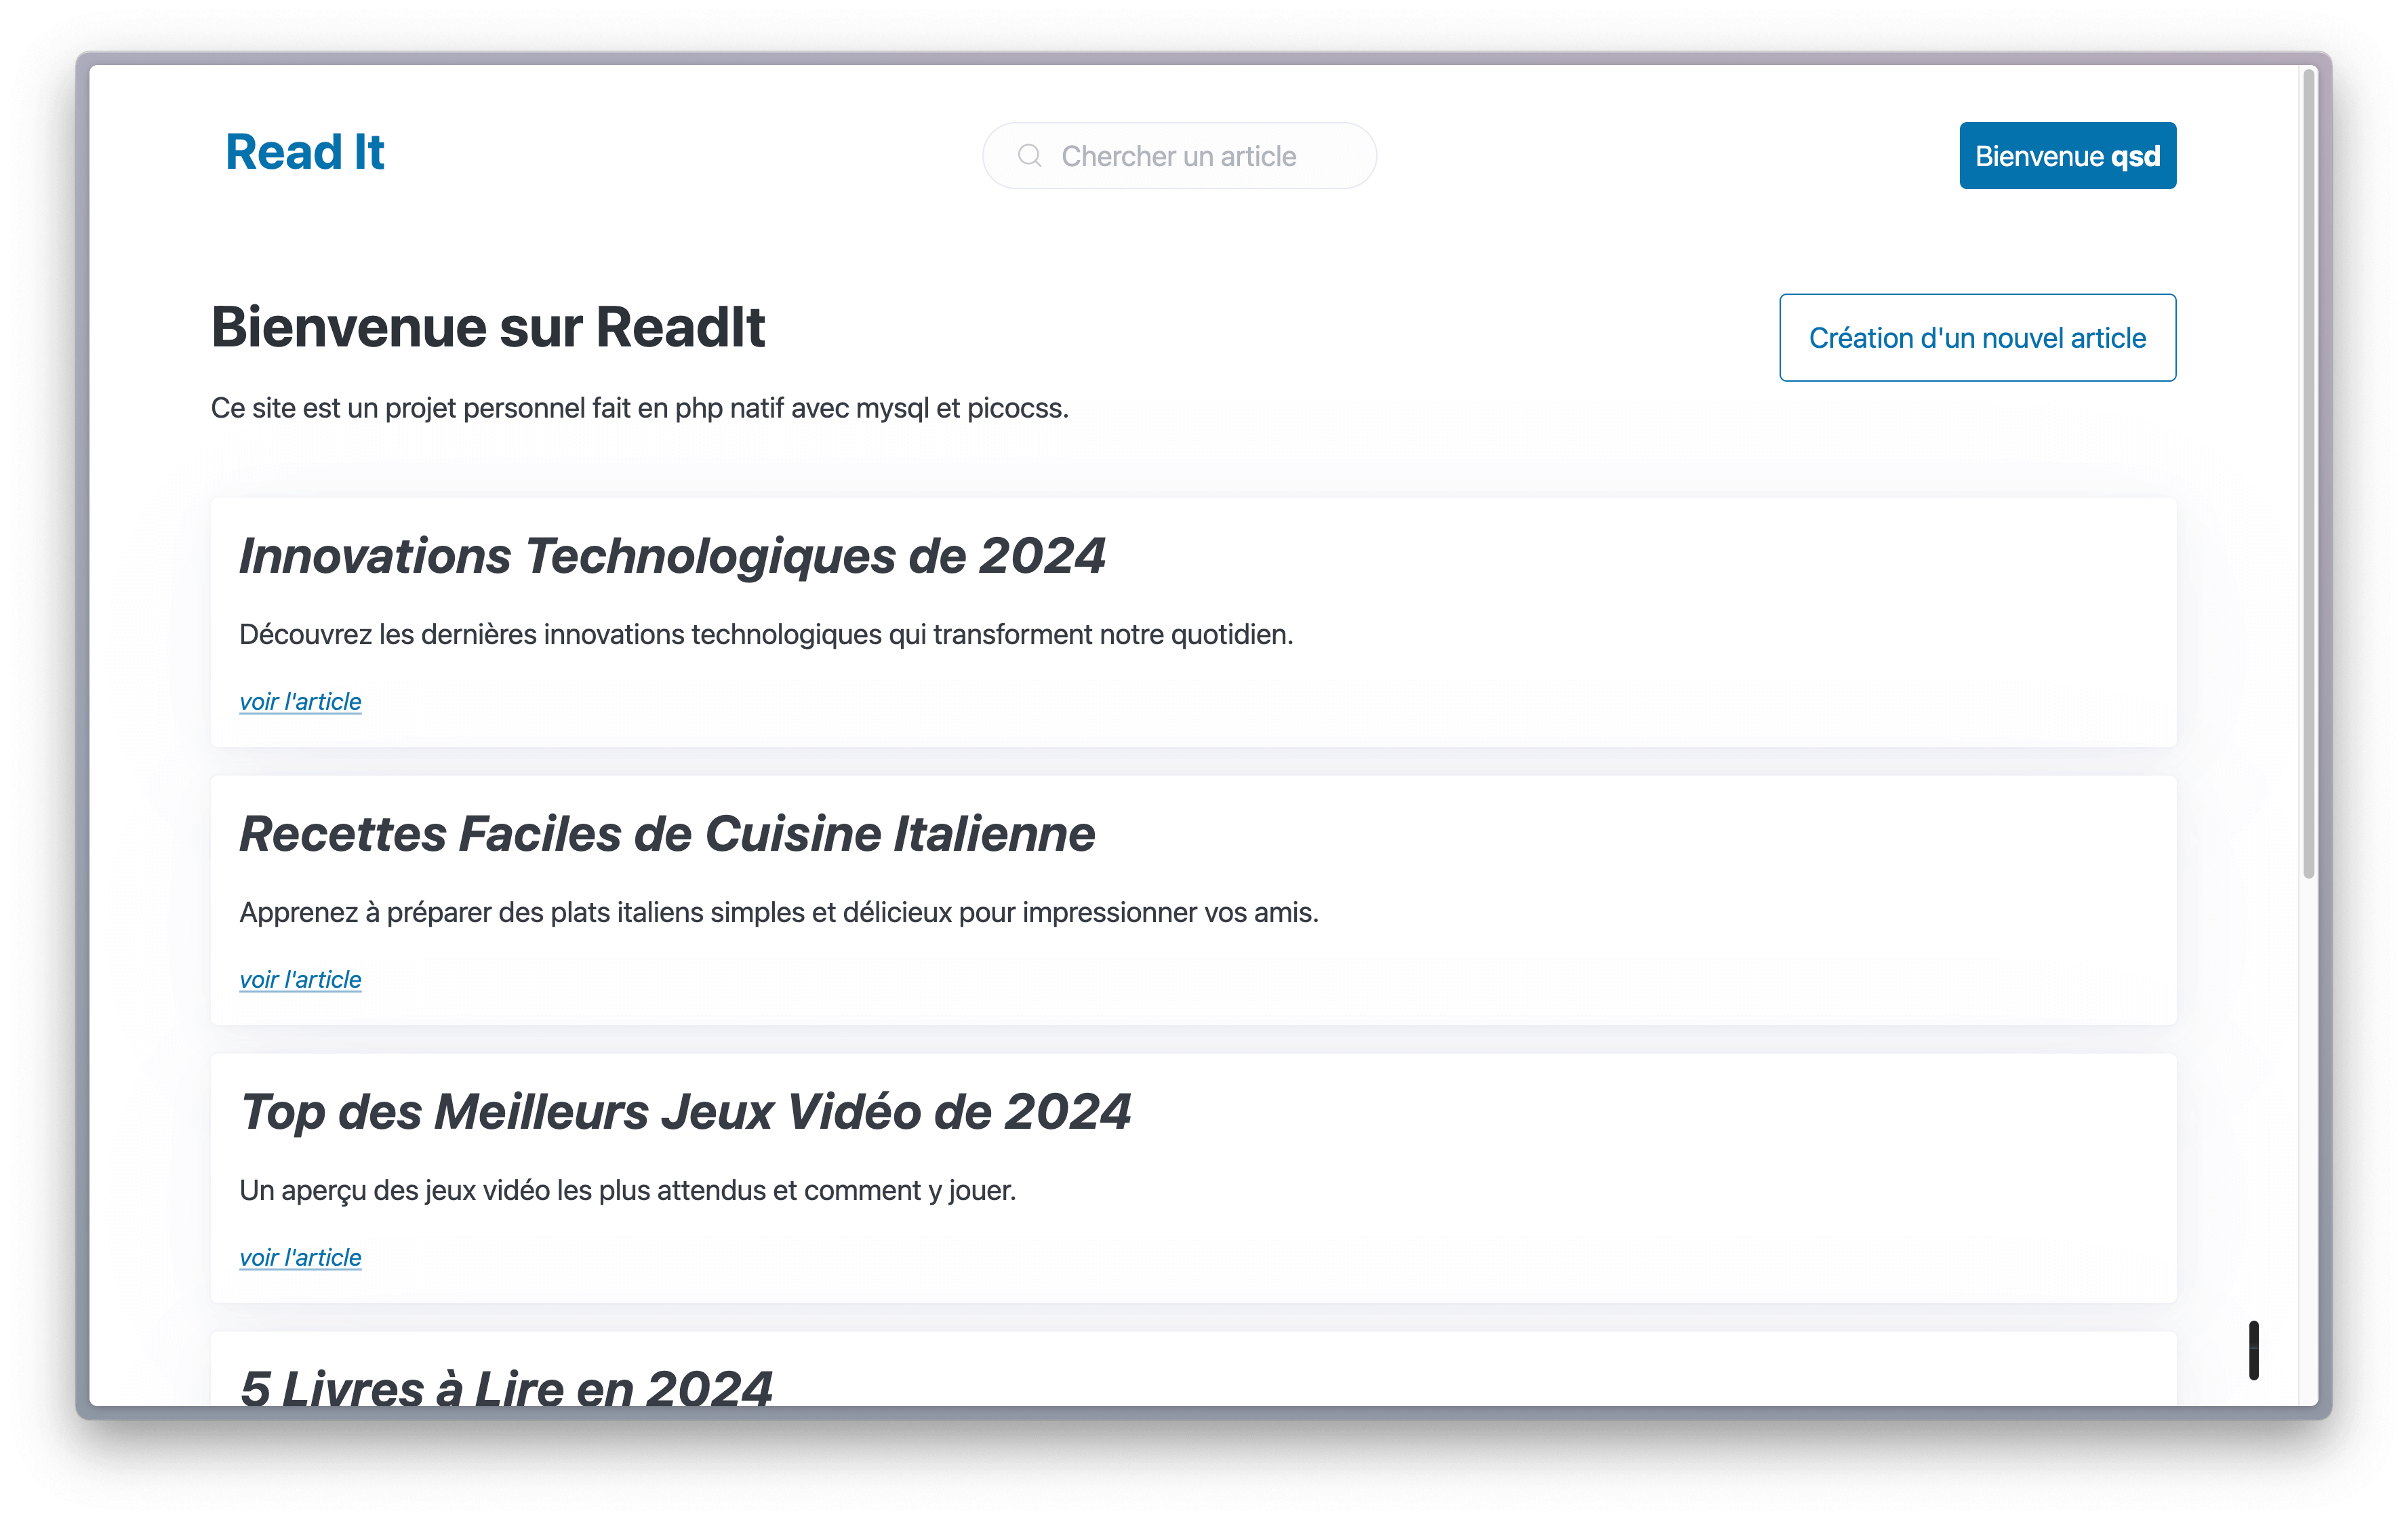 Read It
Chercher un article
Bienvenue qsd
Bienvenue sur ReadIt
Création d'un nouvel article
Ce site est un projet personnel fait en php natif avec mysql et picocss.
Innovations Technologiques de 2024
Découvrez les dernières innovations technologiques qui transforment notre quotidien.
voir l'article
Recettes Faciles de Cuisine Italienne
Apprenez à préparer des plats italiens simples et délicieux pour impressionner vos amis.
voir l'article
Top des Meilleurs Jeux Vidéo de 2024
Un aperçu des jeux vidéo les plus attendus et comment y jouer.
voir l'article
5 Livres à Lire en 2024